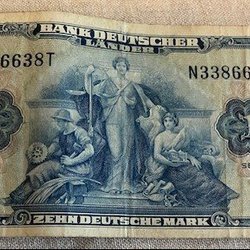 BANK DEUTSCHER
LÄNDER
6638T
N33866
ZEHN DEUTSCHE MARK